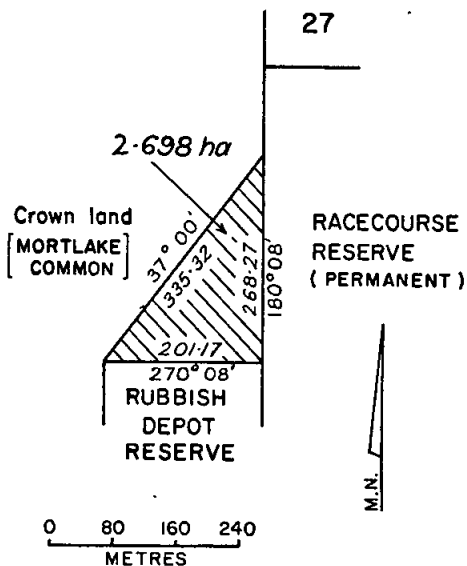 27
2·698 ha
Crown land
[MORTLAKE]
COMMON
37° 00'
335·32
268·27
180° 08'
RACECOURSE
RESERVE
(PERMANENT)
201·17
270° 08'
RUBBISH
DEPOT
RESERVE
M.N.
0 80 160 240
METRES